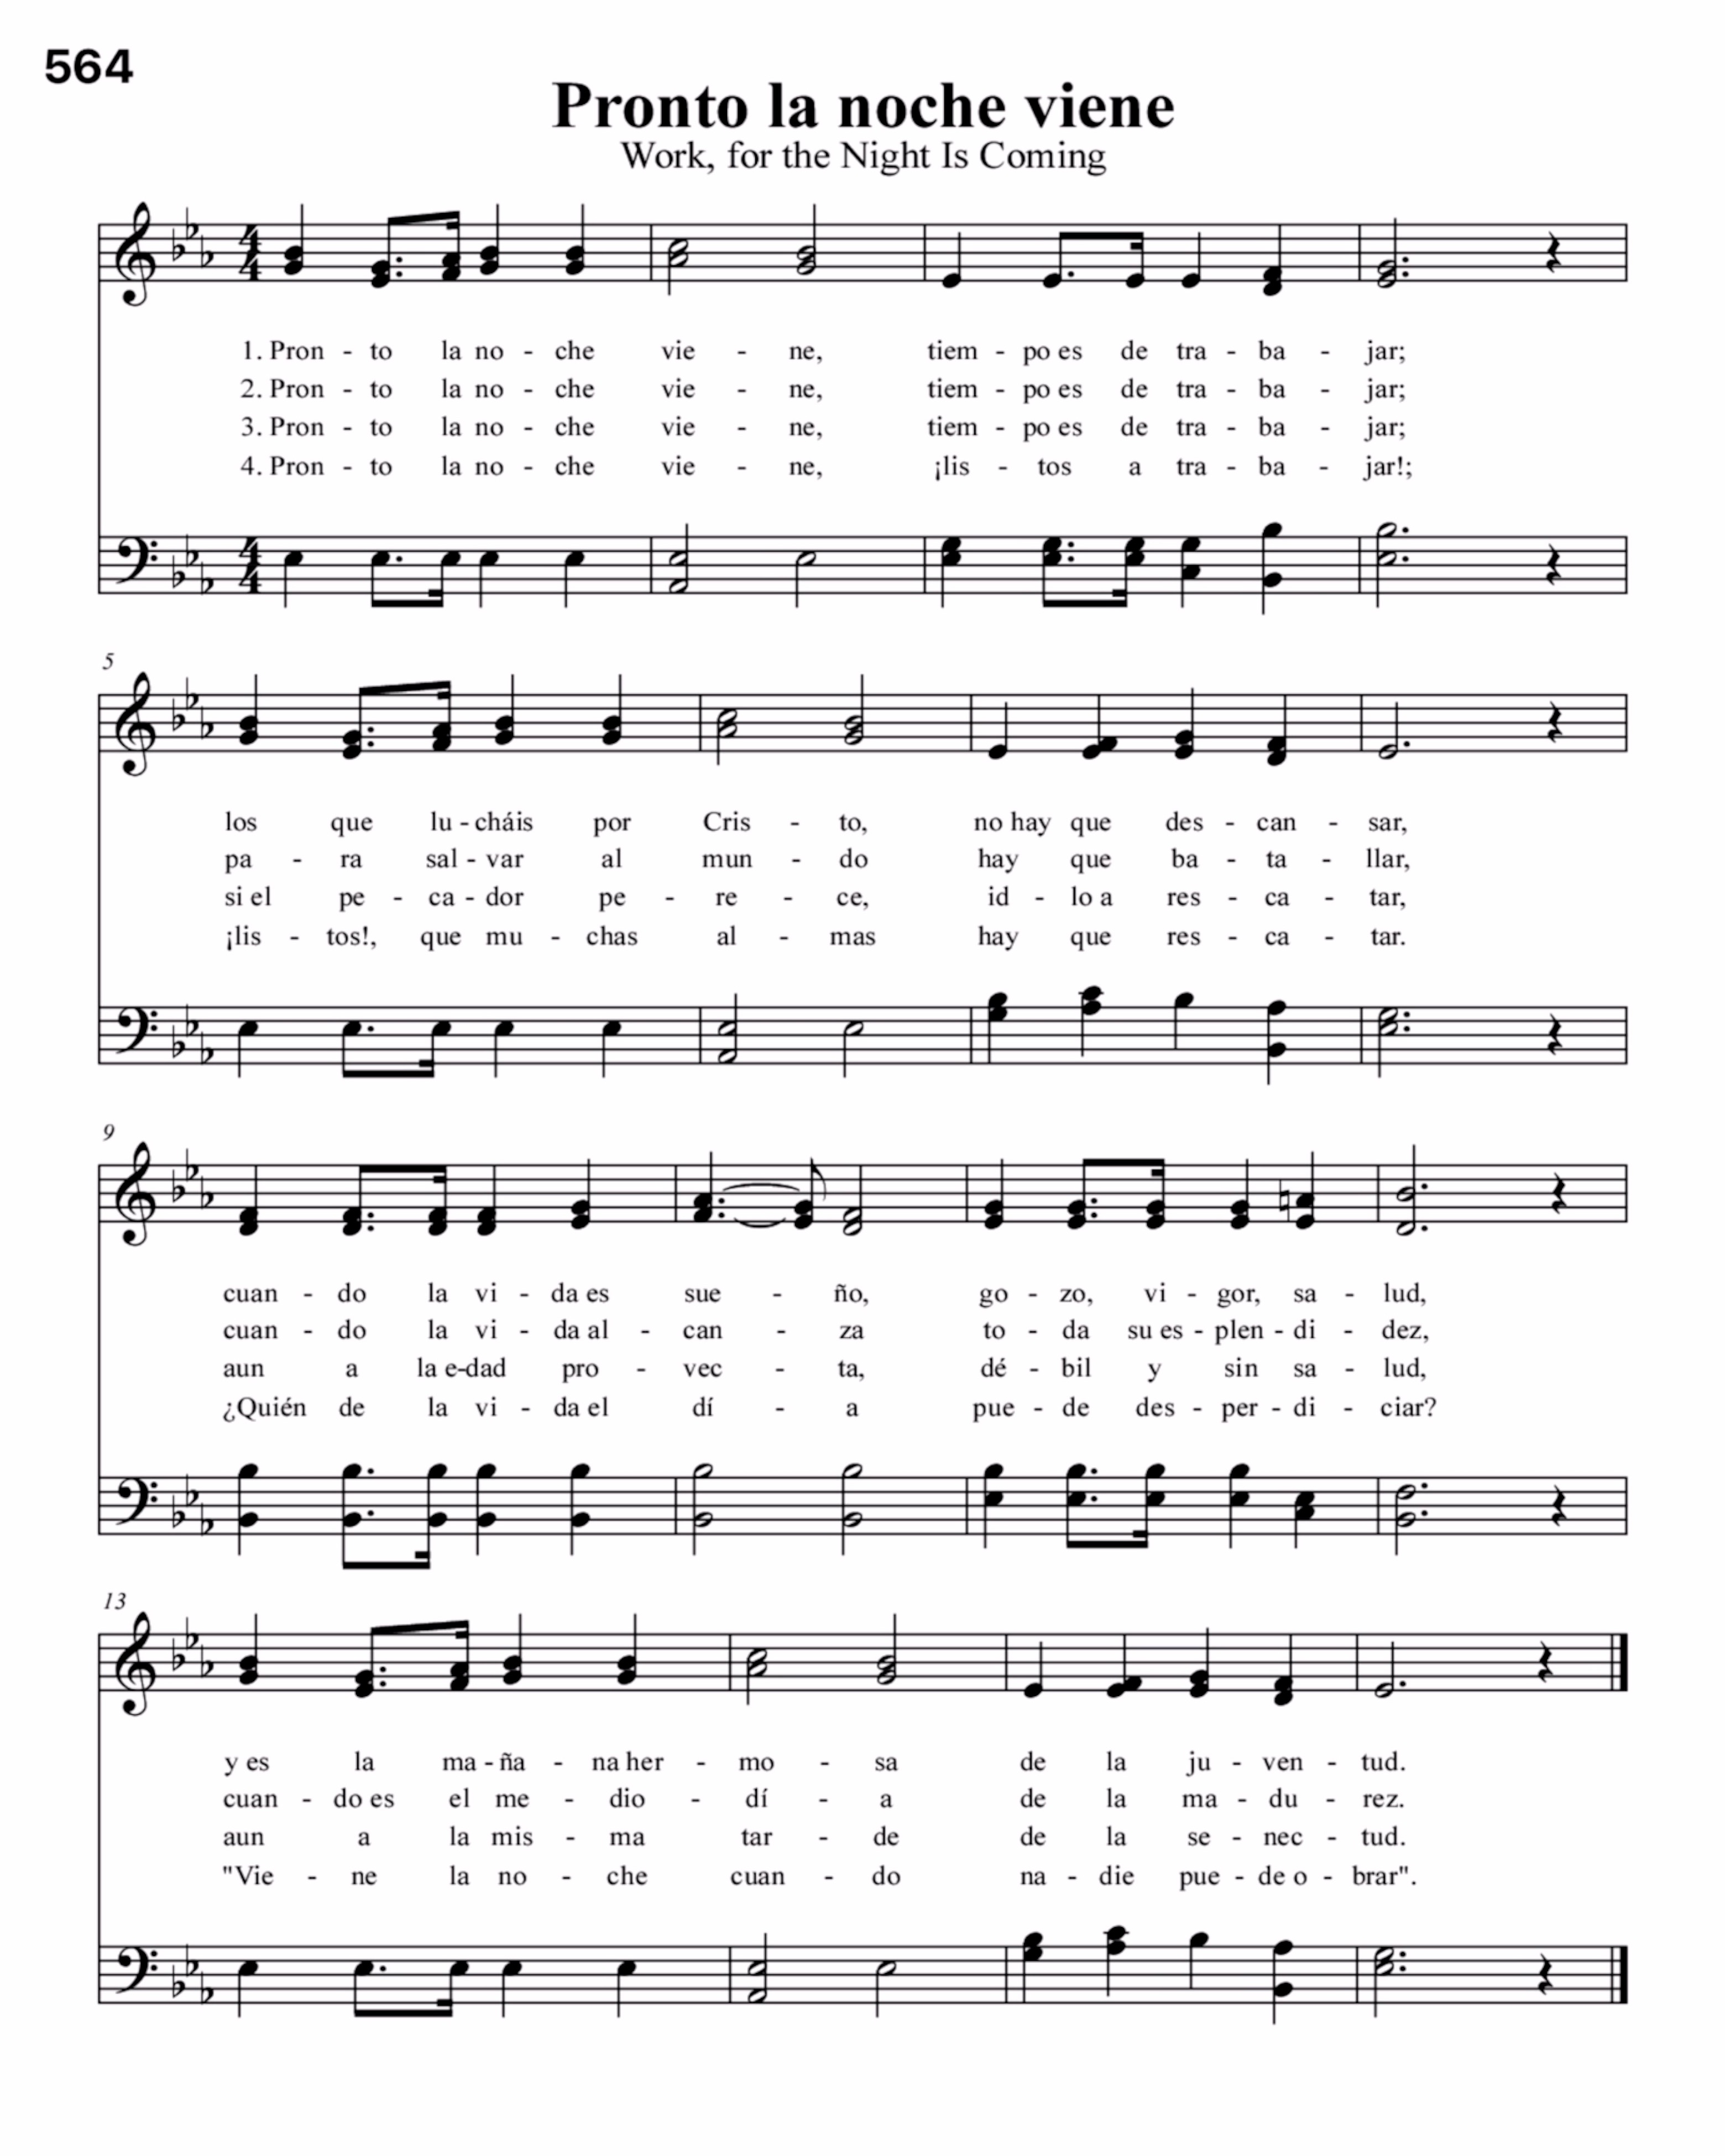 564
Pronto la noche viene
Work, for the Night Is Coming
1. Pron - to la no - che vie - ne, tiem - po es de tra - ba - jar;
2. Pron - to la no - che vie - ne, tiem - po es de tra - ba - jar;
3. Pron - to la no - che vie - ne, tiem - po es de tra - ba - jar;
4. Pron - to la no - che vie - ne, ¡lis - tos a tra - ba - jar!;
5
los que lu - cháis por Cris - to, no hay que des - can - sar,
pa - ra sal - var al mun - do hay que ba - ta - llar,
si el pe - ca - dor pe - re - ce, id - lo a res - ca - tar,
¡lis - tos!, que mu - chas al - mas hay que res - ca - tar.
9
cuan - do la vi - da es sue - ño, go - zo, vi - gor, sa - lud,
cuan - do la vi - da al - can - za to - da su es - plen - di - dez,
aun a la e-dad pro - vec - ta, dé - bil y sin sa - lud,
¿Quién de la vi - da el dí - a pue - de des - per - di - ciar?
13
y es la ma - ña - na her - mo - sa de la ju - ven - tud.
cuan - do es el me - dio - dí - a de la ma - du - rez.
aun a la mis - ma tar - de de la se - nec - tud.
"Vie - ne la no - che cuan - do na - die pue - de o - brar".